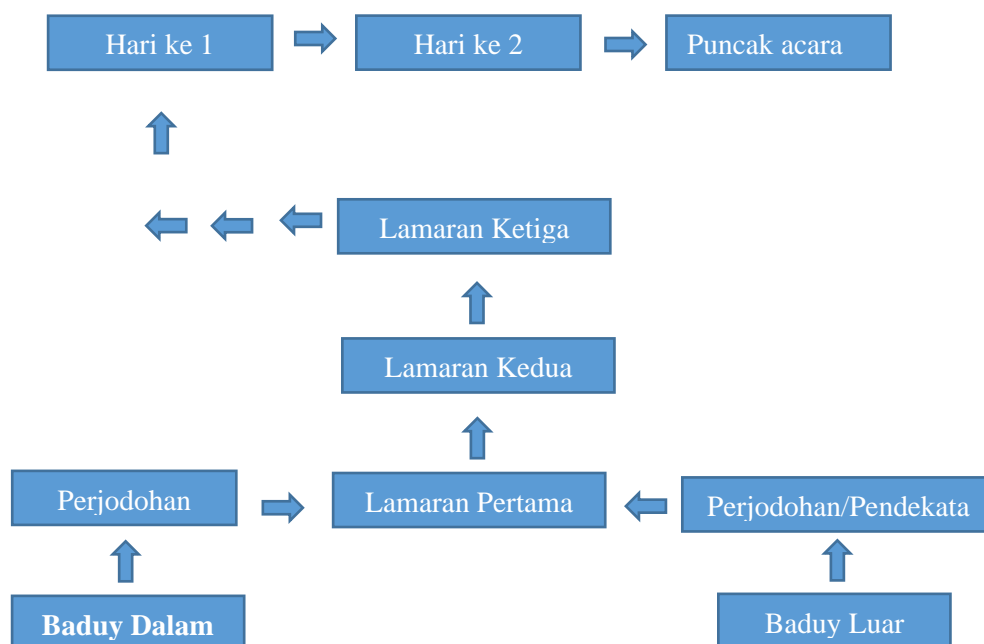 Hari ke 1
Hari ke 2
Puncak acara
Lamaran Ketiga
Lamaran Kedua
Perjodohan
Lamaran Pertama
Perjodohan/Pendekata
Baduy Dalam
Baduy Luar